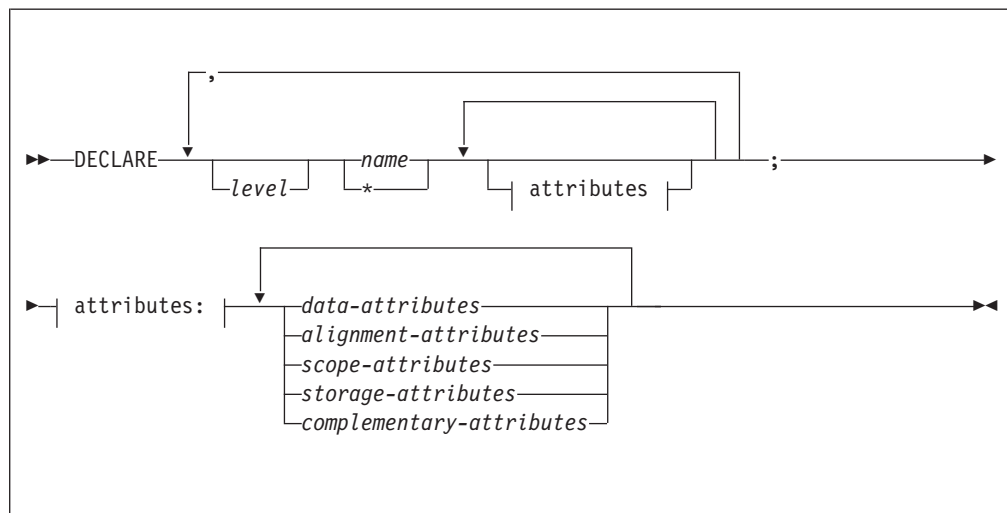 ,
DECLARE level name attributes ;
*
attributes: data-attributes
alignment-attributes
scope-attributes
storage-attributes
complementary-attributes